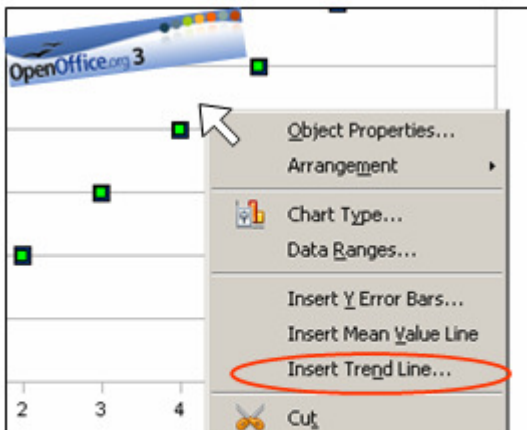 OpenOffice.org 3
Object Properties...
Arrangement
Chart Type...
Data Ranges...
Insert Y Error Bars...
Insert Mean Value Line
Insert Trend Line...
Cut
2 3 4